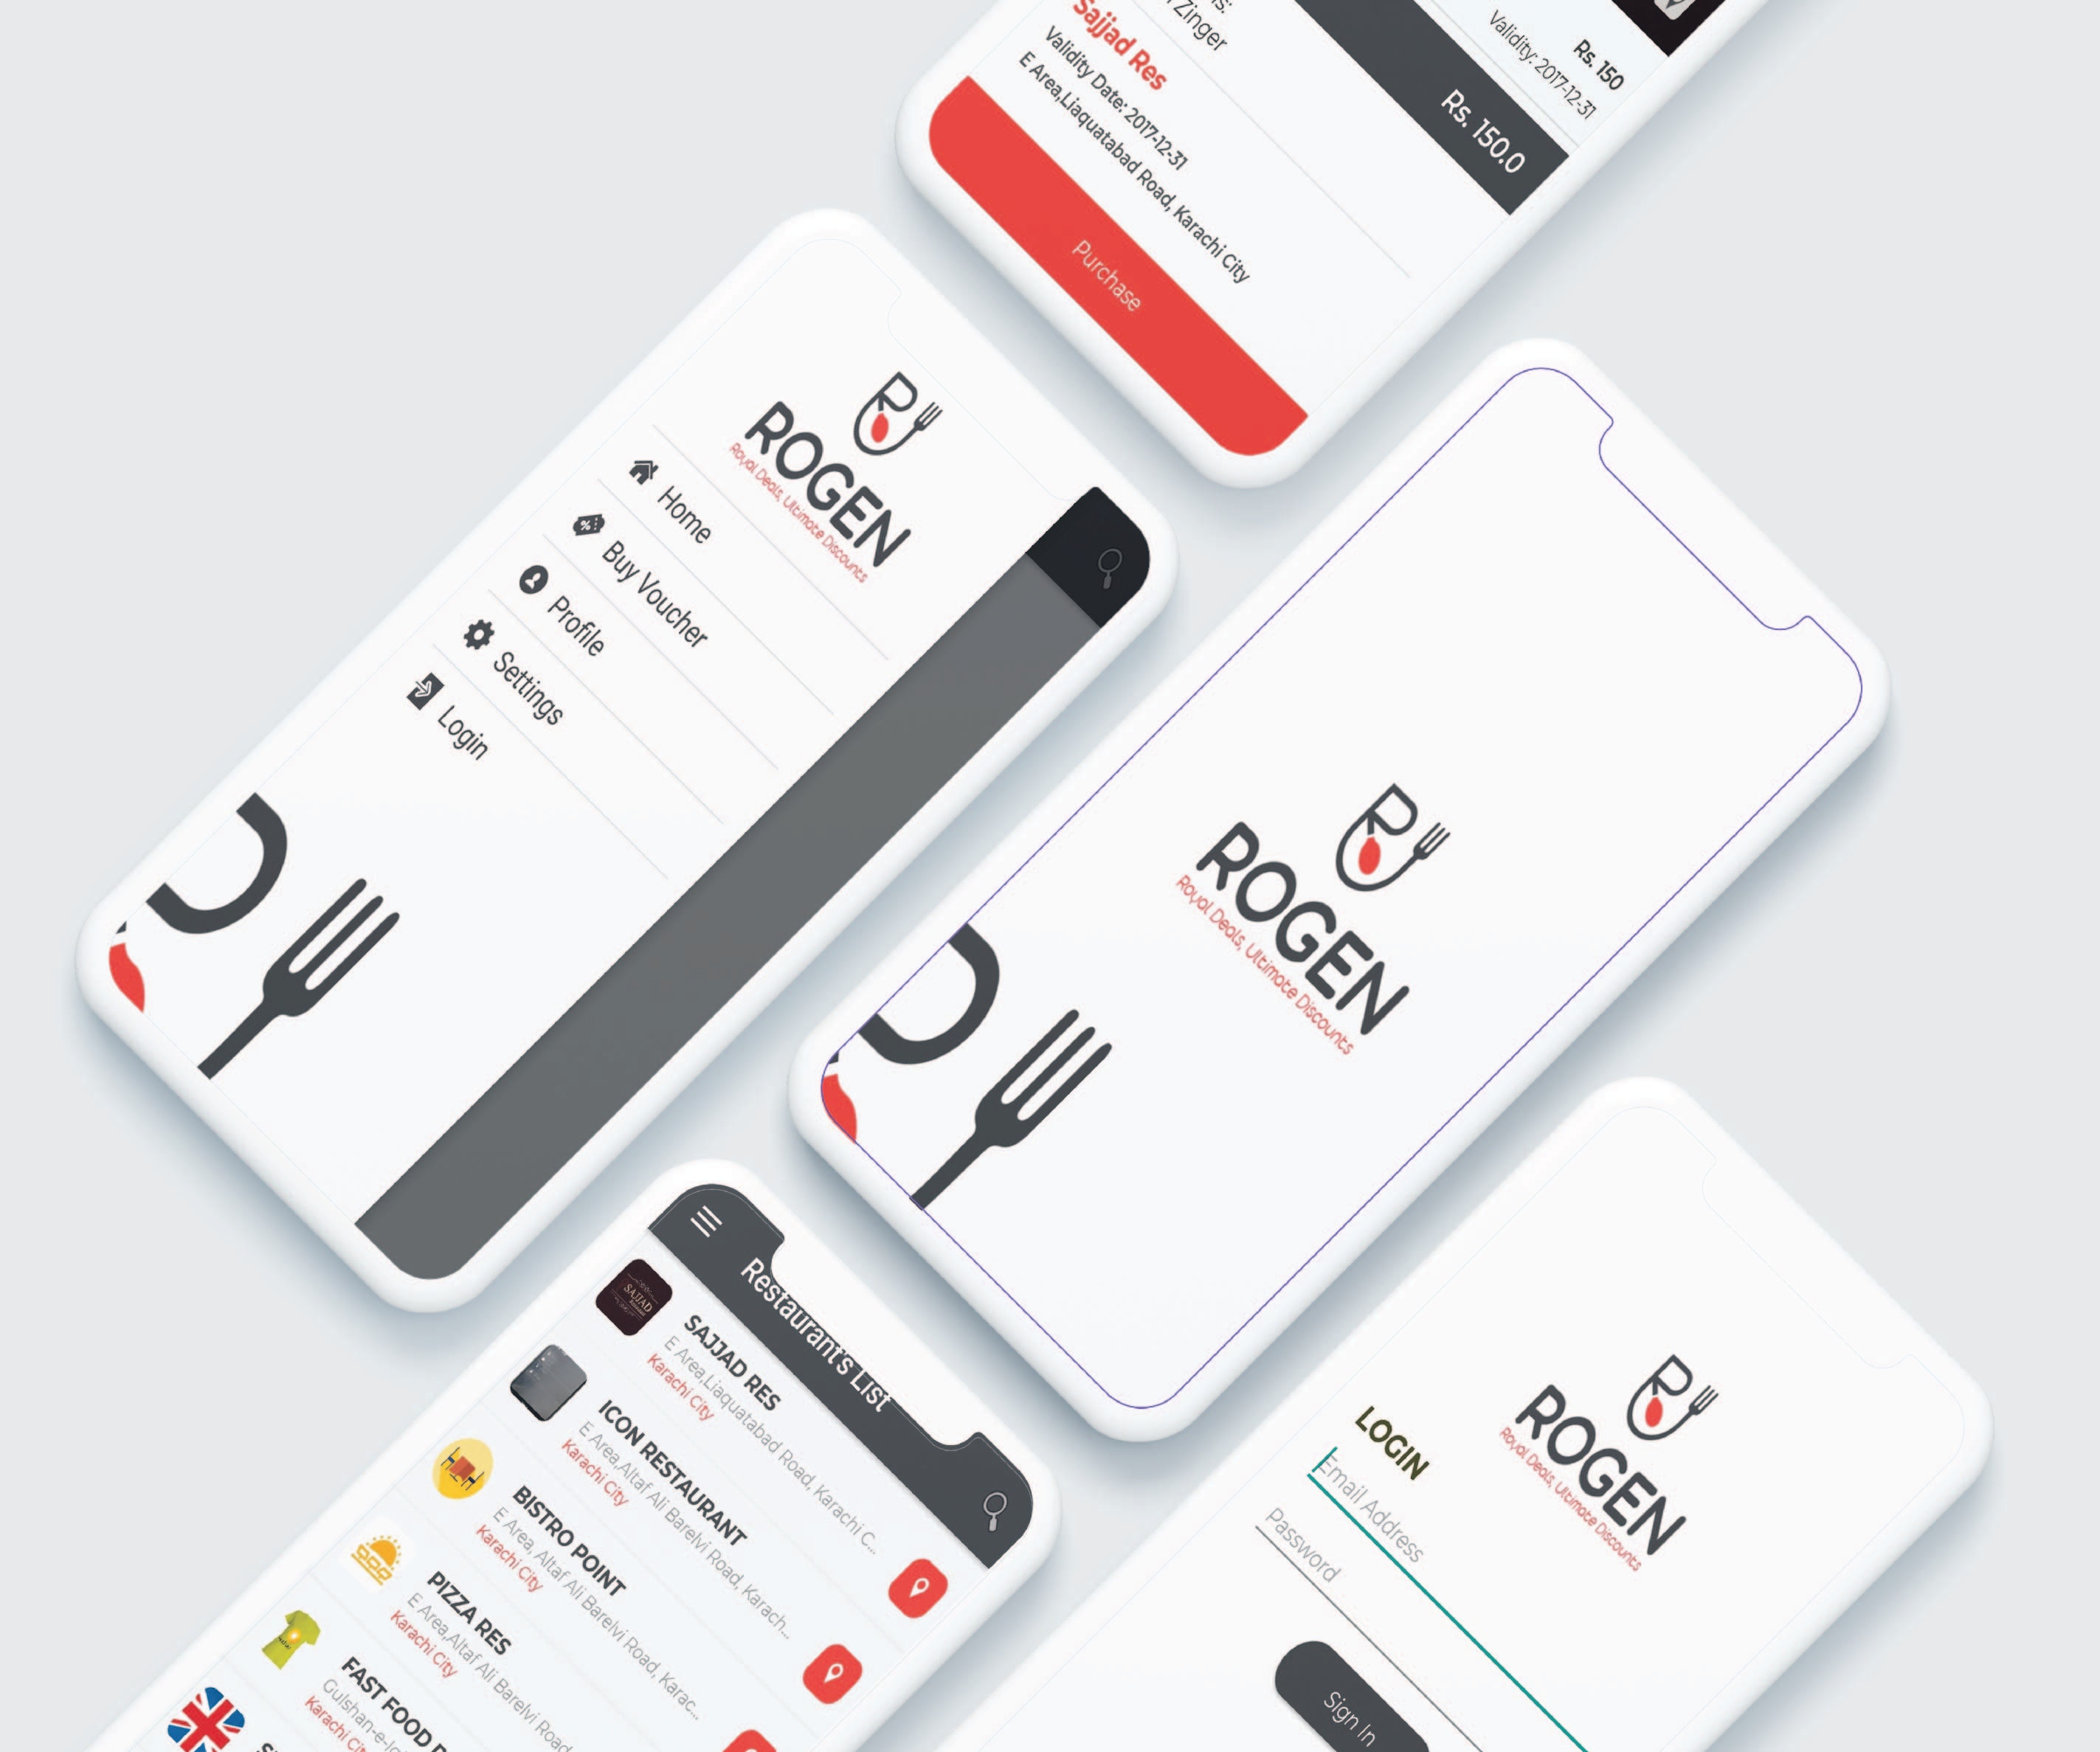 Rs. 150
Validity: 2017-12-31
Rs. 150.0
Zinger
Sajjad Res
Validity Date: 2017-12-31
E Area,Liaquatabad Road, Karachi City
Purchase
ROGEN
Royal Deals, Ultimate Discounts
Home
Buy Voucher
Profile
Settings
Login
ROGEN
Royal Deals, Ultimate Discounts
Restaurant's List
SAJJAD
SAJJAD RES
E Area,Liaquatabad Road, Karachi C...
Karachi City
ICON RESTAURANT
E Area,Altaf Ali Barelvi Road, Karach...
Karachi City
BISTRO POINT
E Area, Altaf Ali Barelvi Road, Karac...
Karachi City
PIZZA RES
E Area,Altaf Ali Barelvi Road
Karachi City
FAST FOOD
Karachi
ROGEN
Royal Deals, Ultimate Discounts
LOGIN
Email Address
Password
Sign In